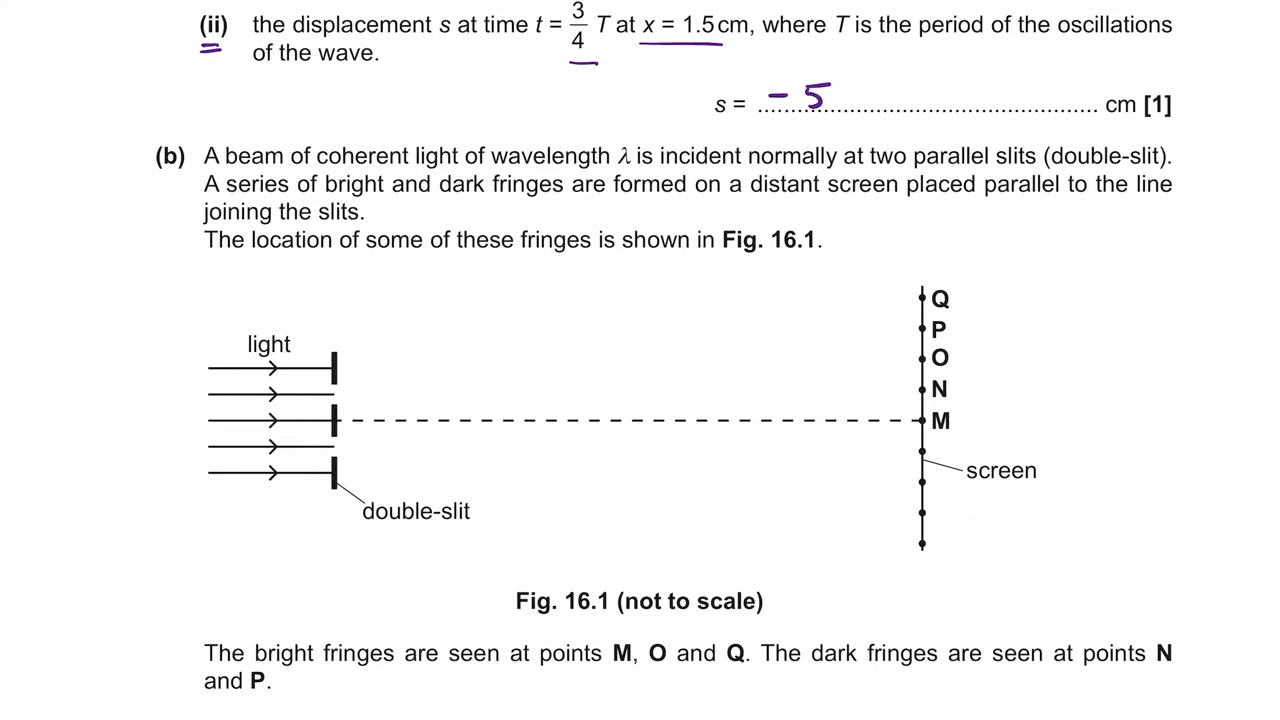 (ii) the displacement s at time t = 3/4 T at x = 1.5 cm, where T is the period of the oscillations
of the wave.
s = – 5 cm [1]
(b) A beam of coherent light of wavelength λ is incident normally at two parallel slits (double-slit).
A series of bright and dark fringes are formed on a distant screen placed parallel to the line
joining the slits.
The location of some of these fringes is shown in Fig. 16.1.
Q
P
light
O
N
M
screen
double-slit
Fig. 16.1 (not to scale)
The bright fringes are seen at points M, O and Q. The dark fringes are seen at points N
and P.